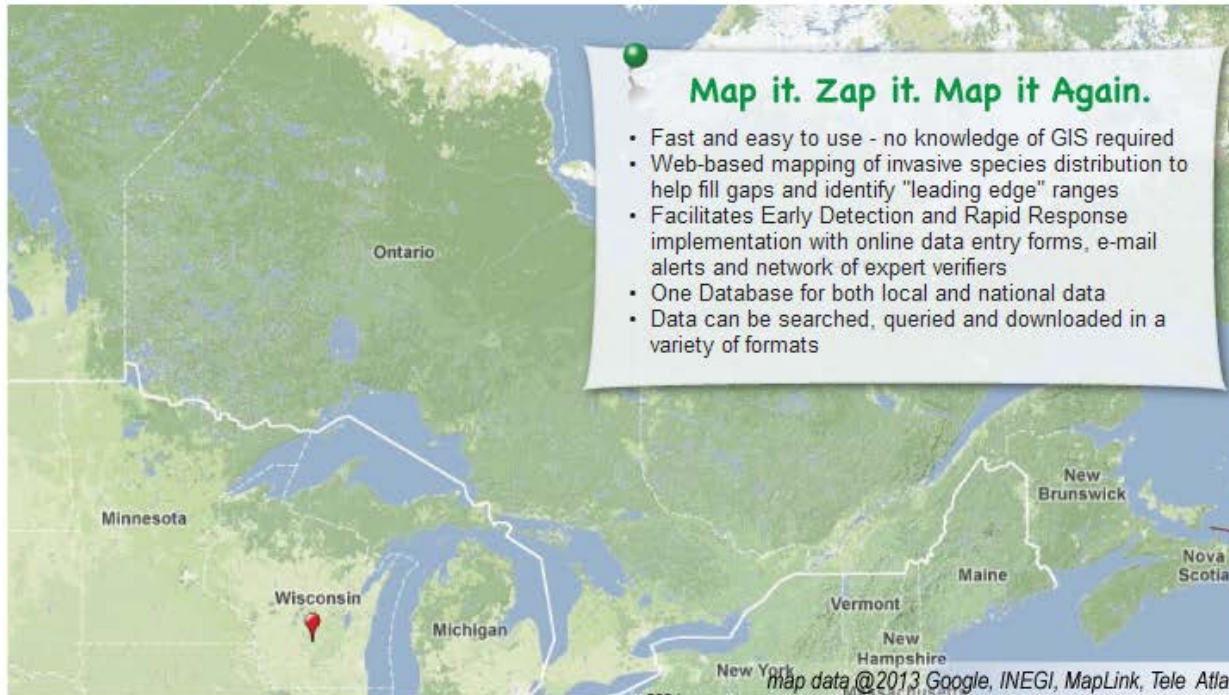 Map it. Zap it. Map it Again.
• Fast and easy to use - no knowledge of GIS required
• Web-based mapping of invasive species distribution to
help fill gaps and identify "leading edge" ranges
• Facilitates Early Detection and Rapid Response
implementation with online data entry forms, e-mail
alerts and network of expert verifiers
• One Database for both local and national data
• Data can be searched, queried and downloaded in a
variety of formats
Ontario
New
Brunswick
Minnesota
Nova
Scotia
Maine
Wisconsin
Vermont
Michigan
New
Hampshire
New York
map data @2013 Google, INEGI, MapLink, Tele Atla